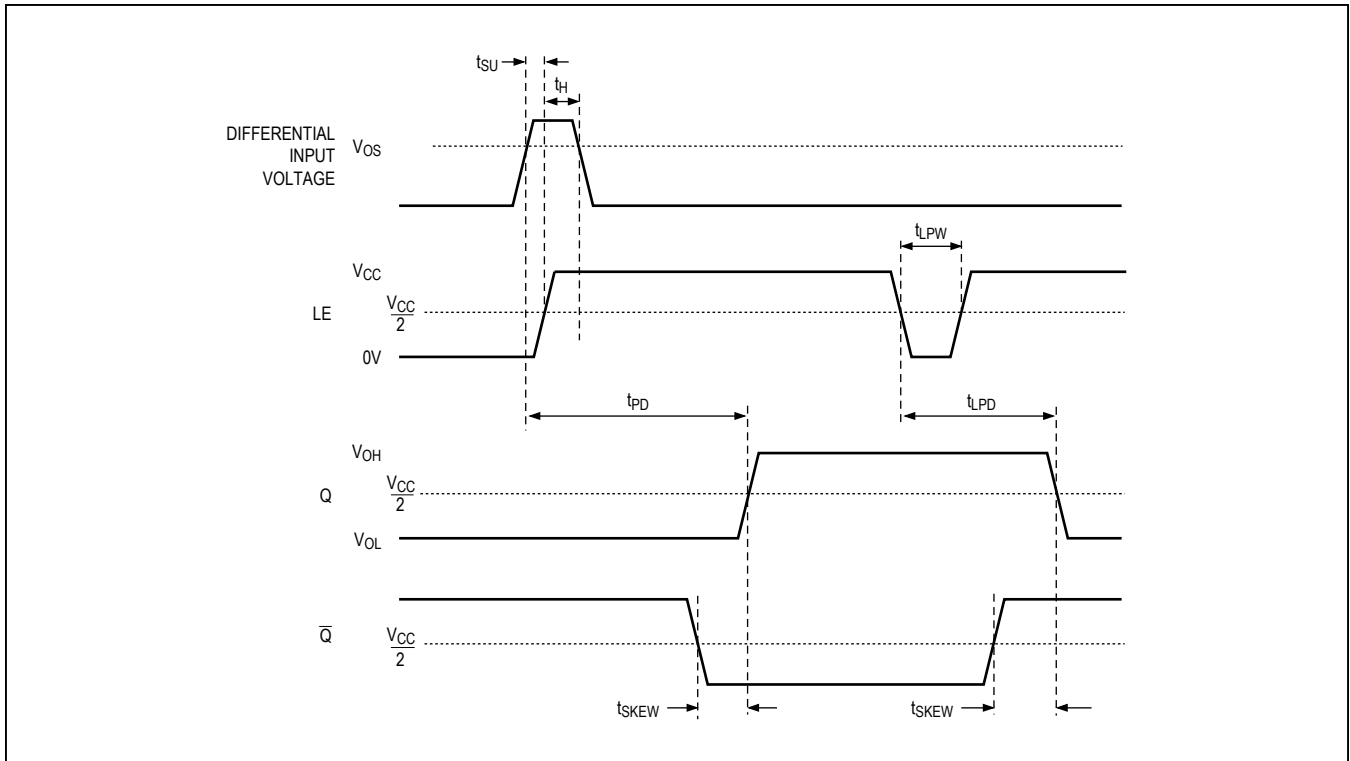 tSU
tH
DIFFERENTIAL
INPUT
VOLTAGE
VOS
tLPW
VCC
LE
VCC
2
0V
tPD
tLPD
VOH
Q
VCC
2
VOL
Q̅
VCC
2
tSKEW
tSKEW